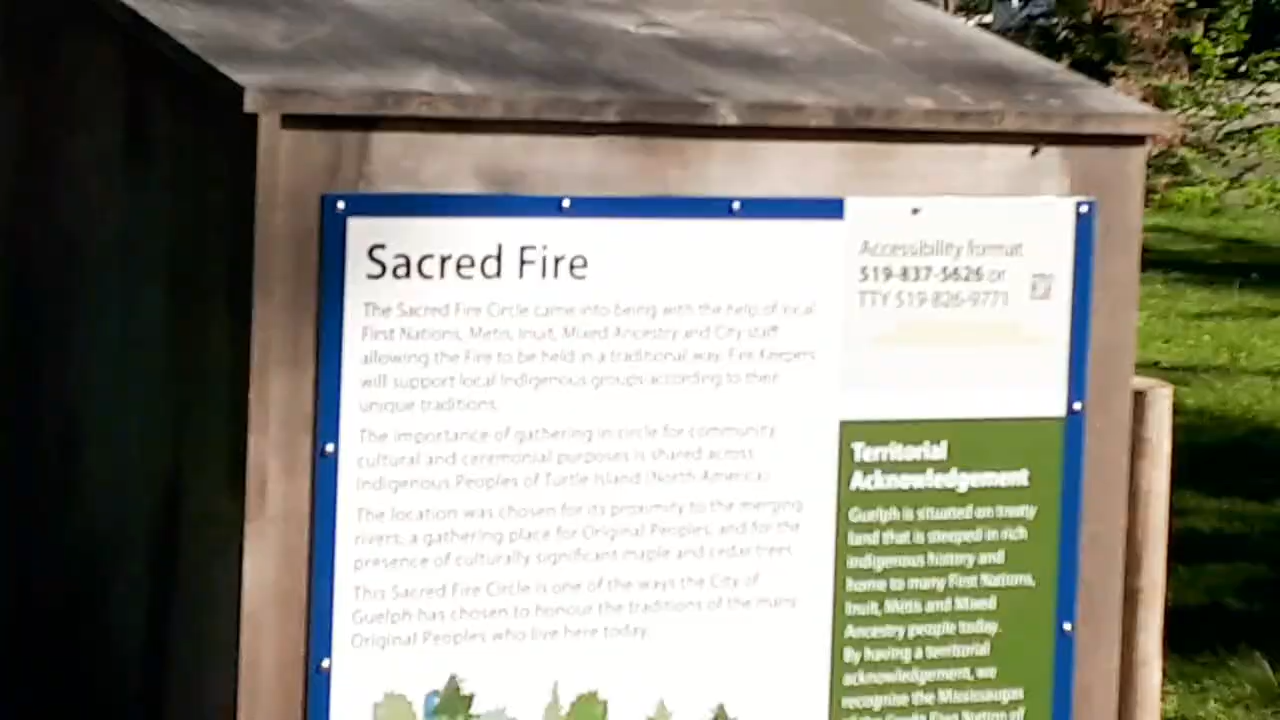 Sacred Fire
The Sacred Fire Circle came into being with the help of local
First Nations, Metis, Inuit, Mixed Ancestry and City staff
allowing the Fire to be held in a traditional way. Fire Keepers
will support local Indigenous groups according to their
unique traditions.
The importance of gathering in circle for community,
cultural and ceremonial purposes is shared across
Indigenous Peoples of Turtle Island (North America).
The location was chosen for its proximity to the merging
rivers, a gathering place for Original Peoples, and for the
presence of culturally significant maple and cedar trees.
This Sacred Fire Circle is one of the ways the City of
Guelph has chosen to honour the traditions of the many
Original Peoples who live here today.
Accessibility format
519-837-5626 or
TTY 519-826-9771
Territorial
Acknowledgement
Guelph is situated on treaty
land that is steeped in rich
indigenous history and
home to many First Nations,
Inuit, Metis and Mixed
Ancestry people today.
By having a territorial
acknowledgement, we
recognize the Mississaugas
of the Credit First Nation of